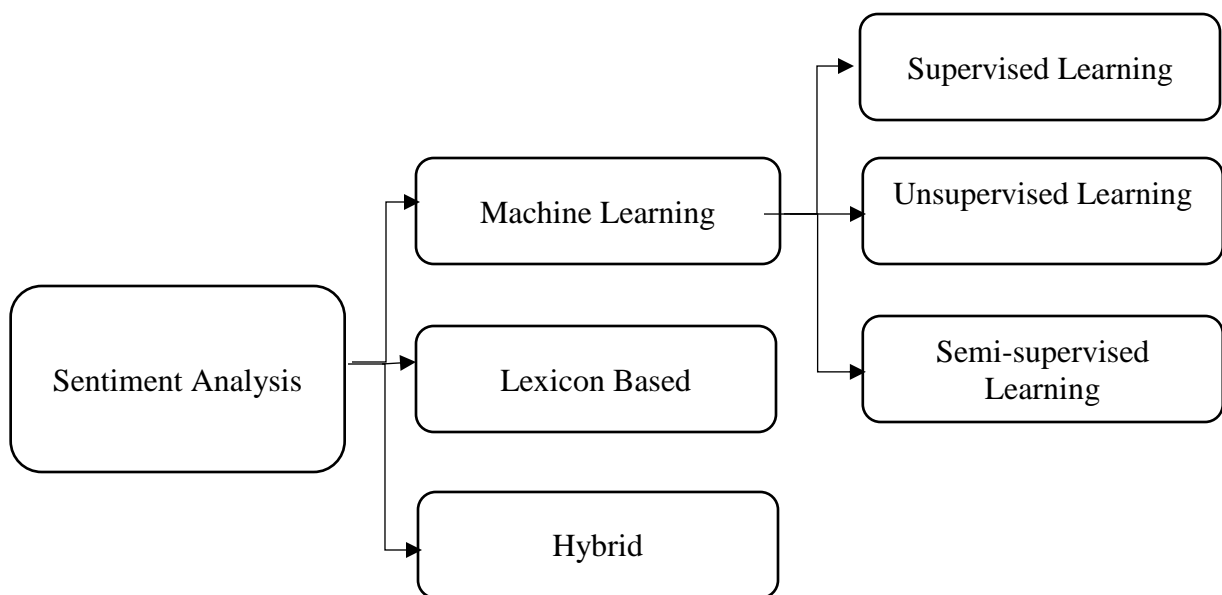 Sentiment Analysis
Machine Learning
Lexicon Based
Hybrid
Supervised Learning
Unsupervised Learning
Semi-supervised
Learning